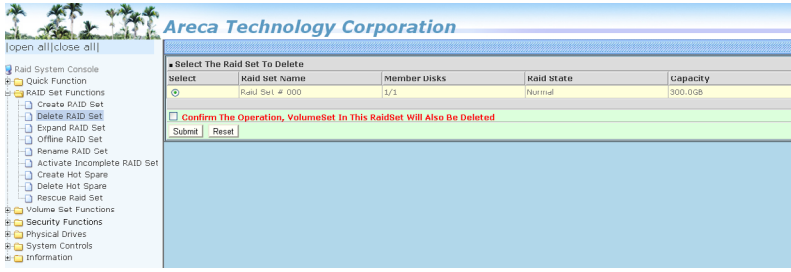 Areca Technology Corporation
|open all|close all|
Raid System Console
Quick Function
RAID Set Functions
Create RAID Set
Delete RAID Set
Expand RAID Set
Offline RAID Set
Rename RAID Set
Activate Incomplete RAID Set
Create Hot Spare
Delete Hot Spare
Rescue Raid Set
Volume Set Functions
Security Functions
Physical Drives
System Controls
Information
Select The Raid Set To Delete
Select Raid Set Name Member Disks Raid State Capacity
Raid Set # 000 1/1 Normal 300.0GB
Confirm The Operation, VolumeSet In This RaidSet Will Also Be Deleted
Submit Reset